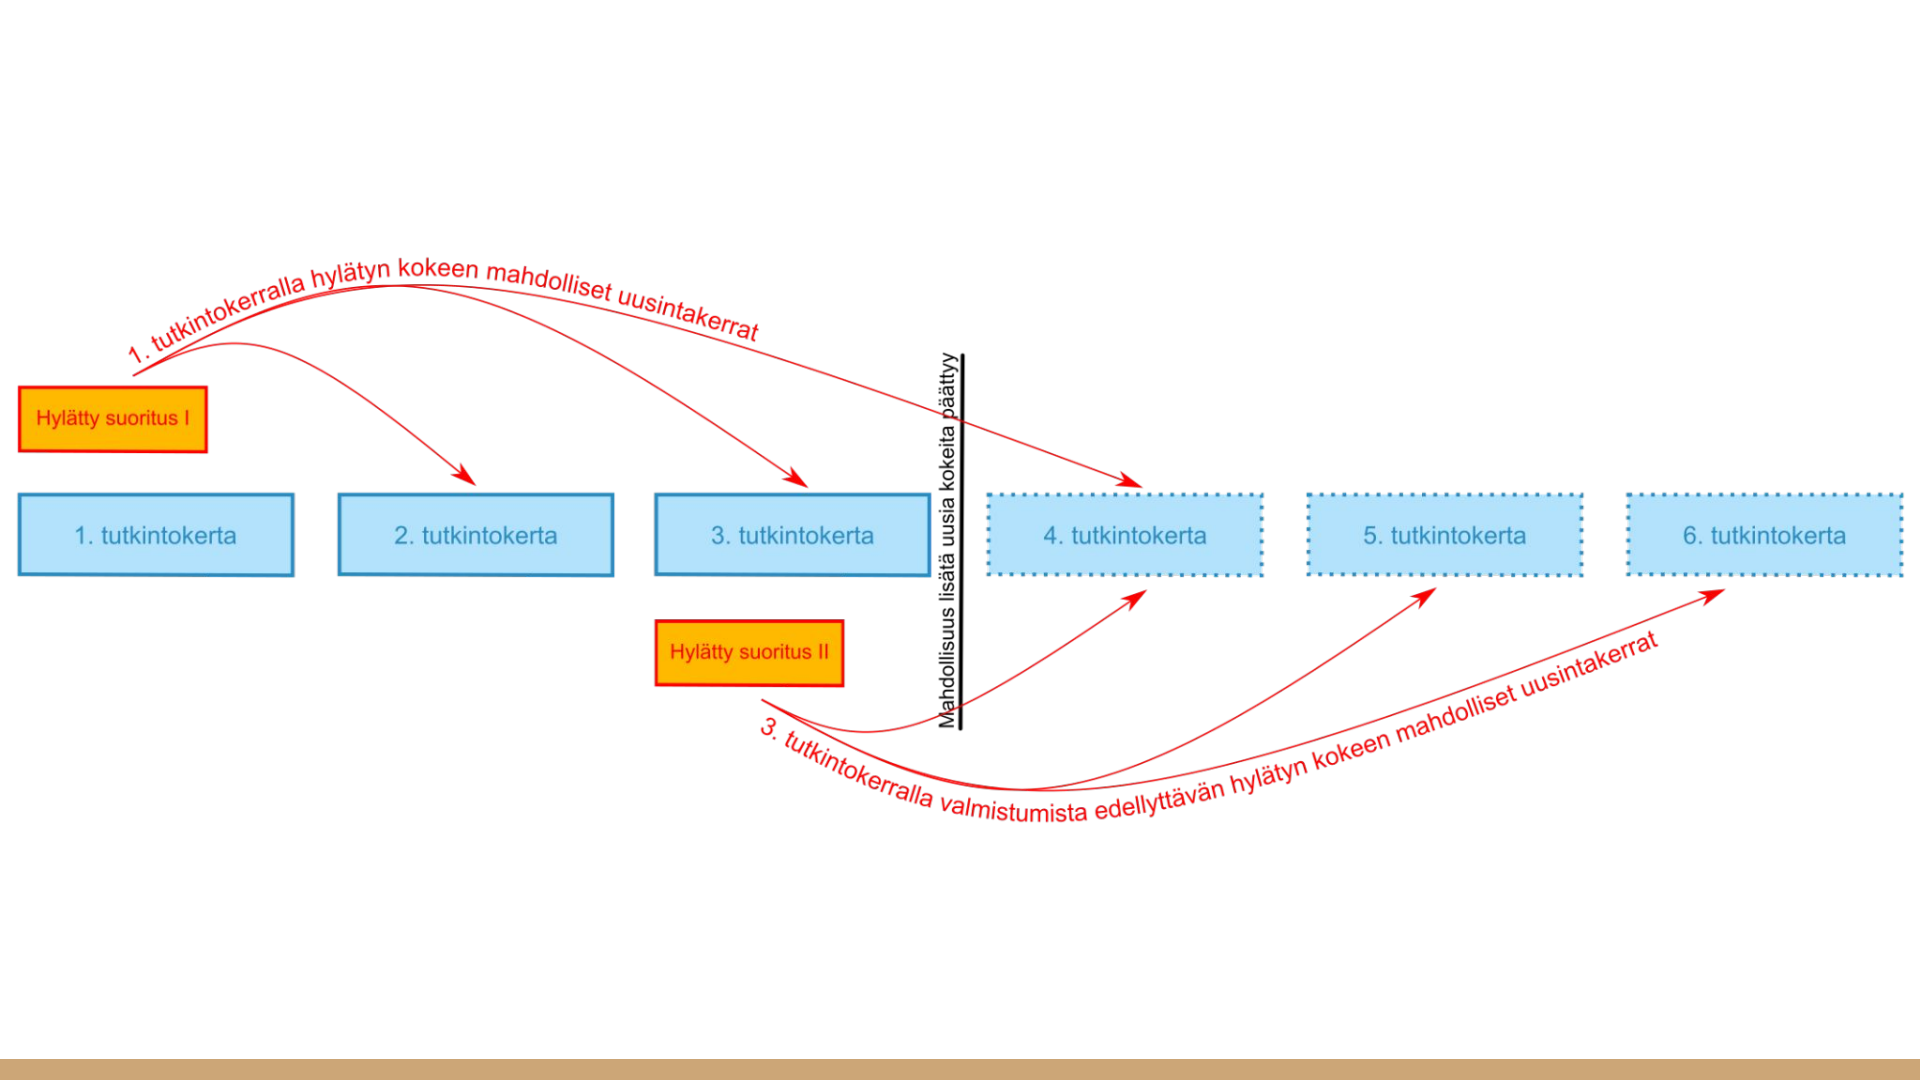 1. tutkintokerralla hylätyn kokeen mahdolliset uusintakerrat
Hylätty suoritus I
1. tutkintokerta
2. tutkintokerta
3. tutkintokerta
Mahdollisuus lisätä uusia kokeita päättyy
4. tutkintokerta
5. tutkintokerta
6. tutkintokerta
Hylätty suoritus II
3. tutkintokerralla valmistumista edellyttävän hylätyn kokeen mahdolliset uusintakerrat